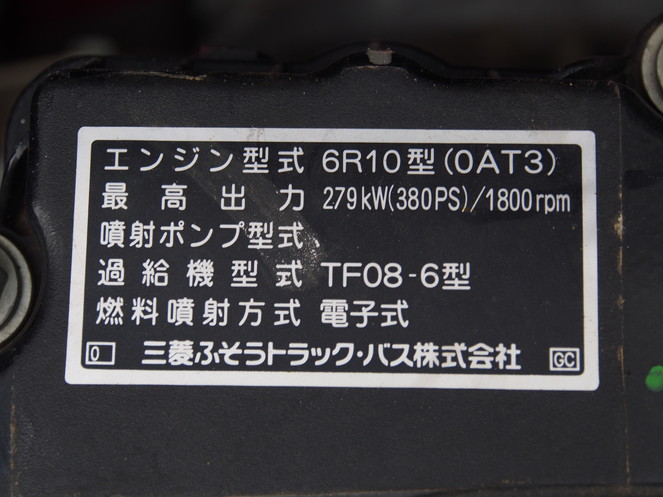 エンジン型式 6R10型(0AT3)
最高出力 279kW(380PS)/1800rpm
噴射ポンプ型式
過給機型式 TF08-6型
燃料噴射方式 電子式
0 三菱ふそうトラック・バス株式会社 GC